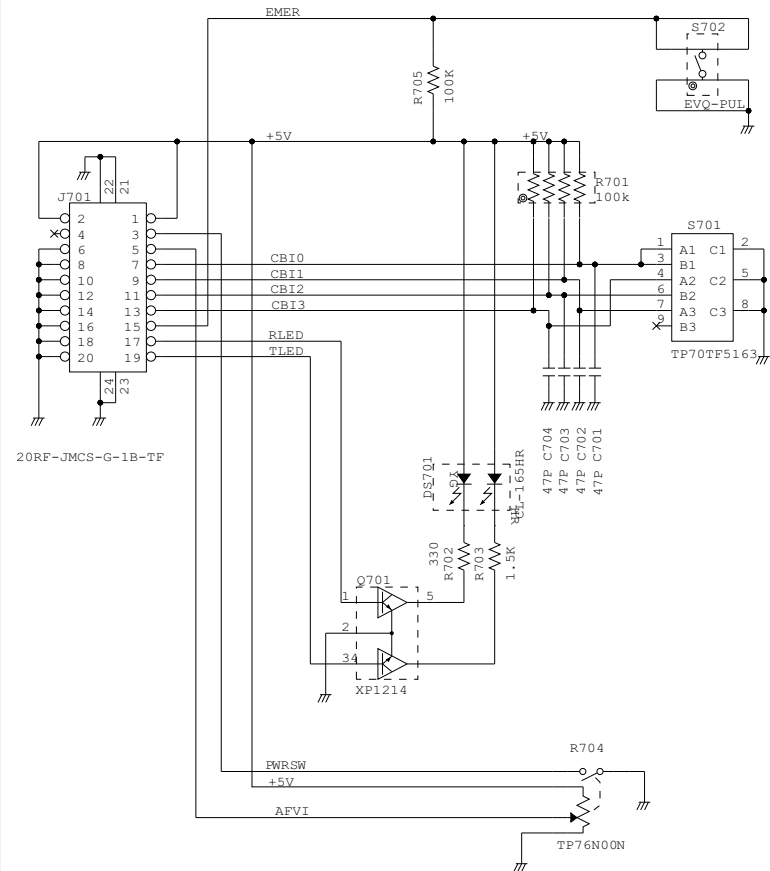 EMER
S702
R705
100K
EVQ-PUL
+5V
+5V
22
21
R701
100k
J701
S701
2
1
4
3
6
5
8
7
10
9
12
11
14
13
16
15
18
17
20
19
24
23
CBI0
CBI1
CBI2
CBI3
RLED
TLED
1
A1
C1
2
3
B1
4
A2
C2
5
6
B2
7
A3
C3
8
9
B3
TP70TF5163
20RF-JMCS-G-1B-TF
47P C704
47P C703
47P C702
47P C701
DS701
YG
HR
CL-165HR
330
R702
R703
1.5K
Q701
1
5
2
34
XP1214
R704
PWRSW
+5V
AFVI
TP76N00N